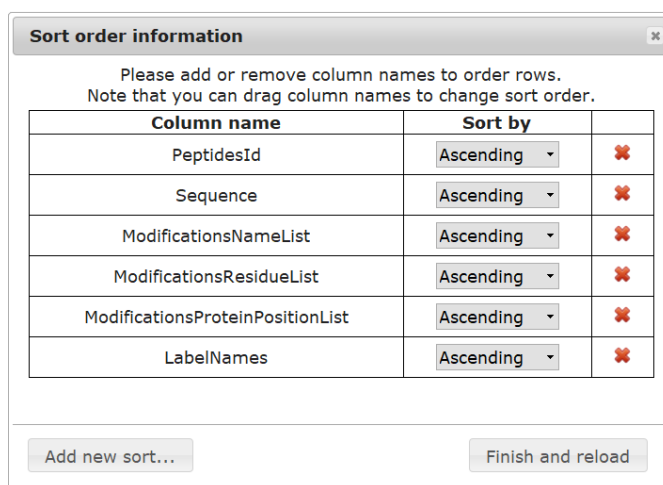 Sort order information
Please add or remove column names to order rows.
Note that you can drag column names to change sort order.
Column name Sort by
PeptidesId Ascending
Sequence Ascending
ModificationsNameList Ascending
ModificationsResidueList Ascending
ModificationsProteinPositionList Ascending
LabelNames Ascending
Add new sort... Finish and reload